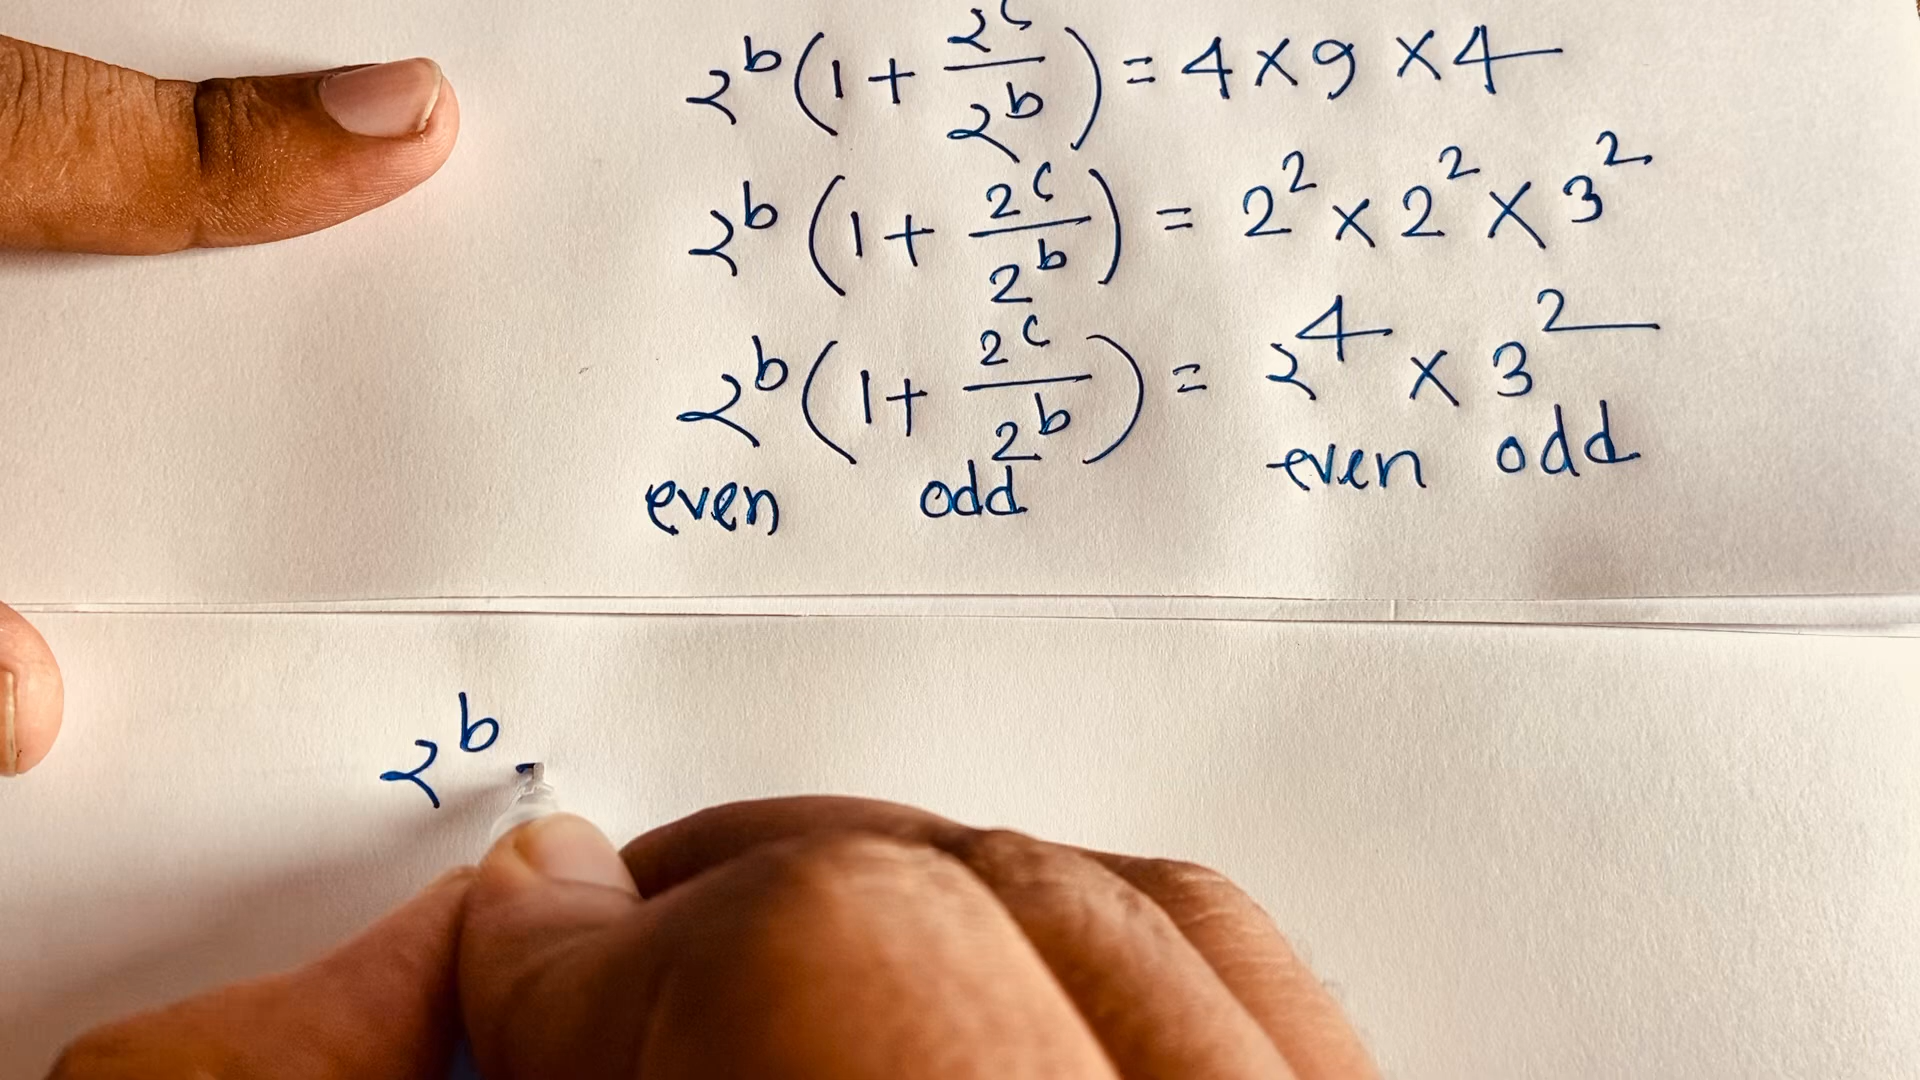 2^b (1 + 2^c/2^b) = 4 × 9 × 4
2^b (1 + 2^c/2^b) = 2^2 × 2^2 × 3^2
2^b (1 + 2^c/2^b) = 2^4 × 3^2
even odd even odd
2^b